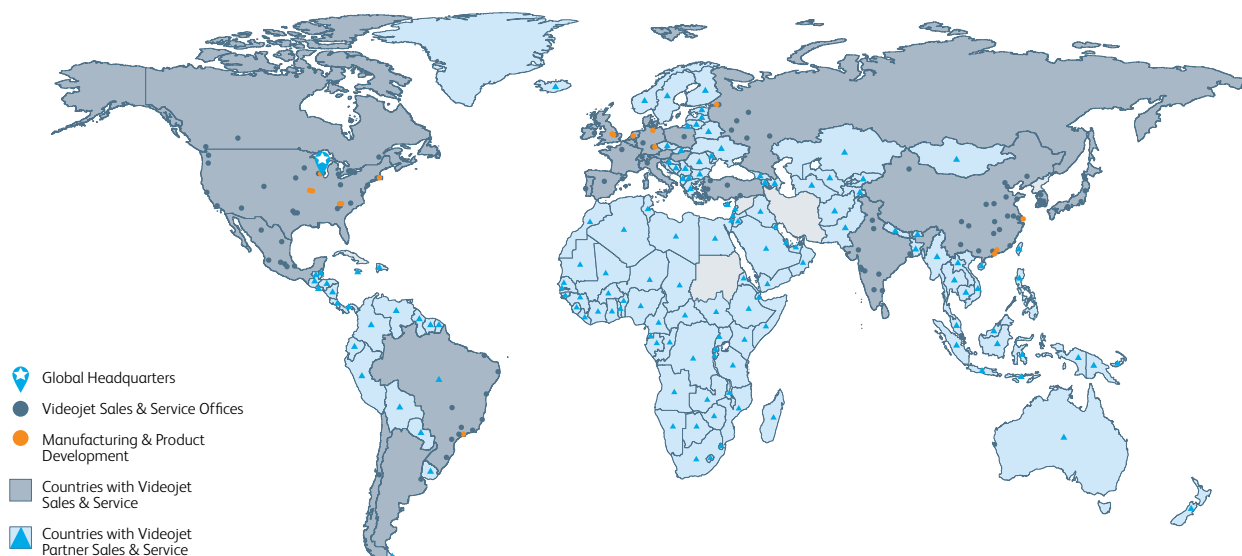 Global Headquarters
Videojet Sales & Service Offices
Manufacturing & Product
Development
Countries with Videojet
Sales & Service
Countries with Videojet
Partner Sales & Service